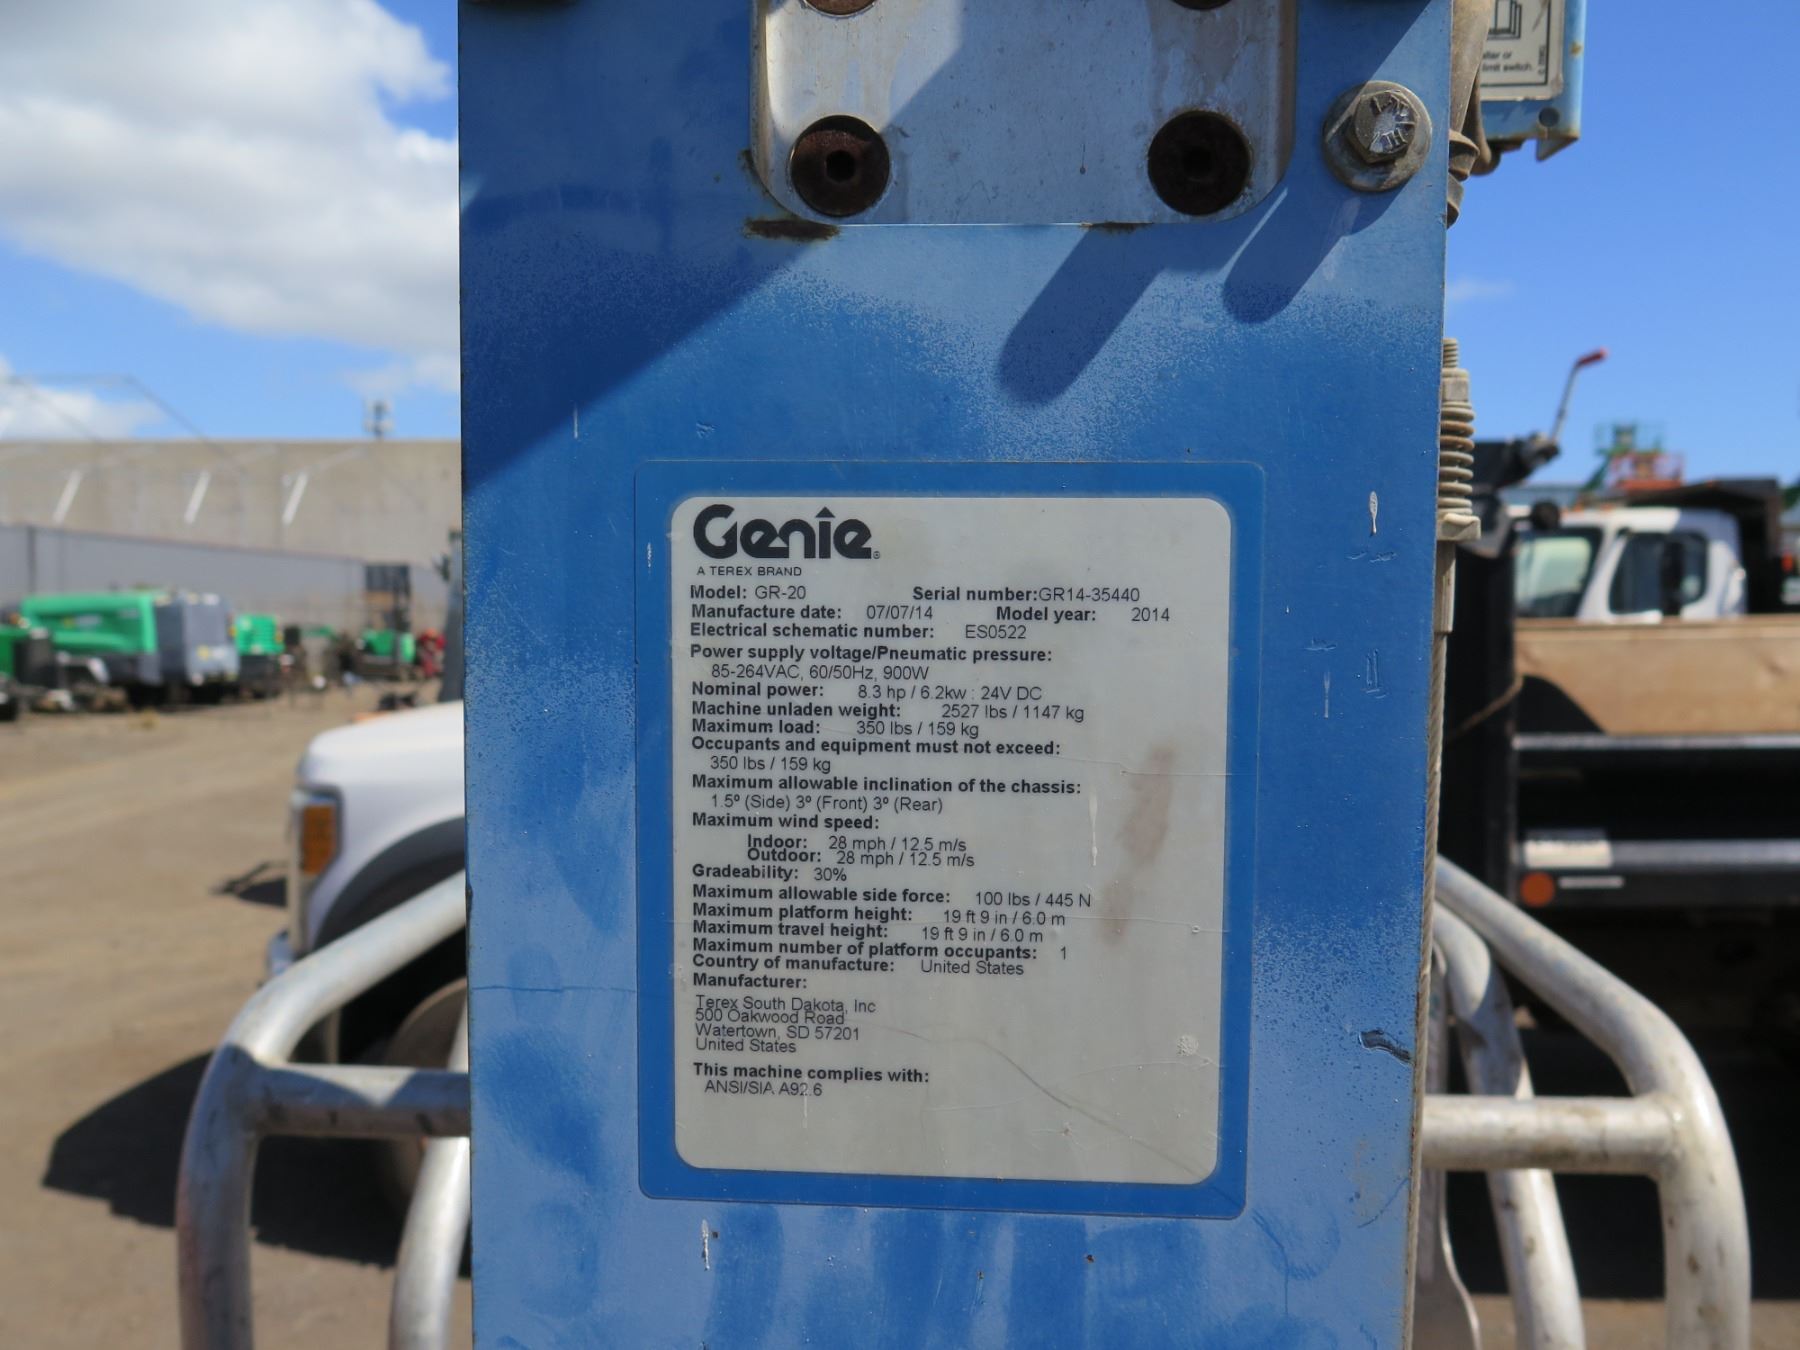 ller or
limit switch.
Genie
A TEREX BRAND
Model: GR-20 Serial number:GR14-35440
Manufacture date: 07/07/14 Model year: 2014
Electrical schematic number: ES0522
Power supply voltage/Pneumatic pressure:
85-264VAC, 60/50Hz, 900W
Nominal power: 8.3 hp / 6.2kw : 24V DC
Machine unladen weight: 2527 lbs / 1147 kg
Maximum load: 350 lbs / 159 kg
Occupants and equipment must not exceed:
350 lbs / 159 kg
Maximum allowable inclination of the chassis:
1.5º (Side) 3º (Front) 3º (Rear)
Maximum wind speed:
Indoor: 28 mph / 12.5 m/s
Outdoor: 28 mph / 12.5 m/s
Gradeability: 30%
Maximum allowable side force: 100 lbs / 445 N
Maximum platform height: 19 ft 9 in / 6.0 m
Maximum travel height: 19 ft 9 in / 6.0 m
Maximum number of platform occupants: 1
Country of manufacture: United States
Manufacturer:
Terex South Dakota, Inc
500 Oakwood Road
Watertown, SD 57201
United States
This machine complies with:
ANSI/SIA A92.6